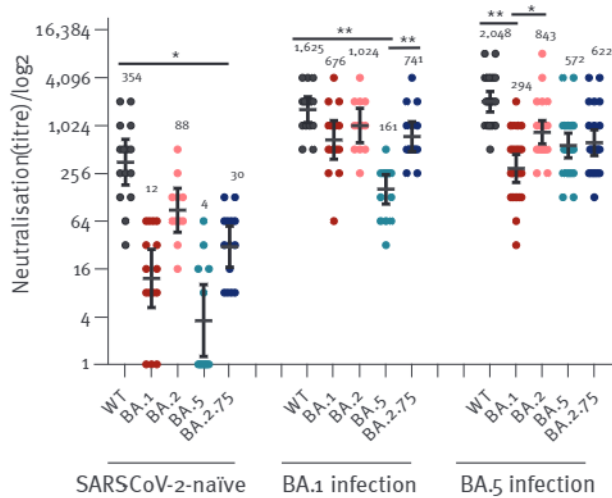 Neutralisation(titre)/log2
16,384
4,096
1,024
256
64
16
4
1
*
354
12
88
4
30
**
**
1,625
676
1,024
161
741
**
*
2,048
294
843
572
622
WT
BA.1
BA.2
BA.5
BA.2.75
WT
BA.1
BA.2
BA.5
BA.2.75
WT
BA.1
BA.2
BA.5
BA.2.75
SARSCoV-2-naïve
BA.1 infection
BA.5 infection